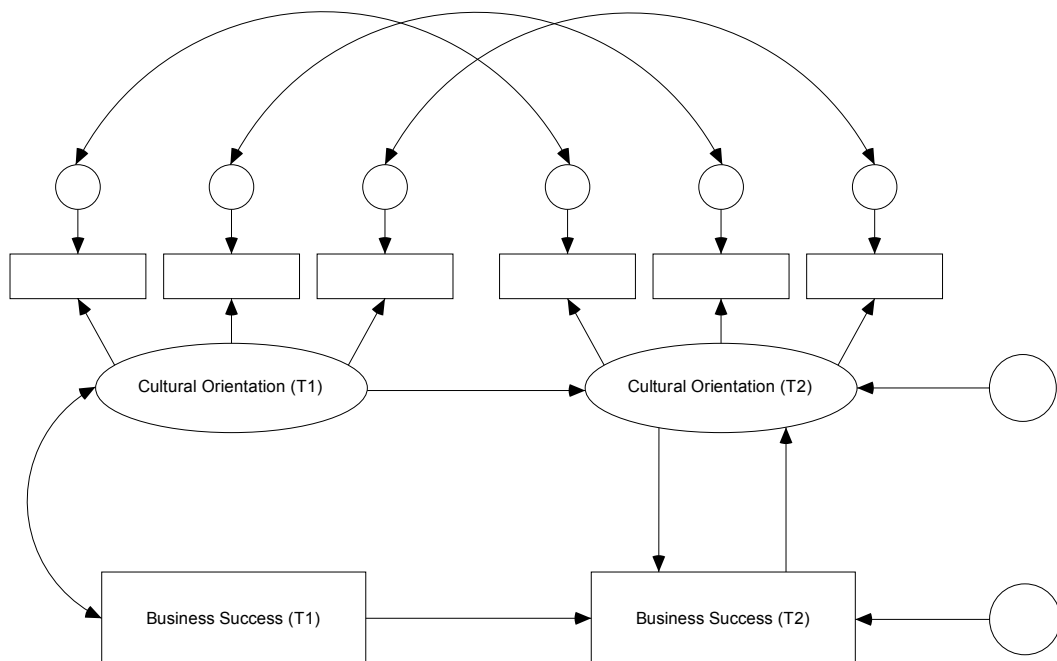 Cultural Orientation (T1)
Cultural Orientation (T2)
Business Success (T1)
Business Success (T2)